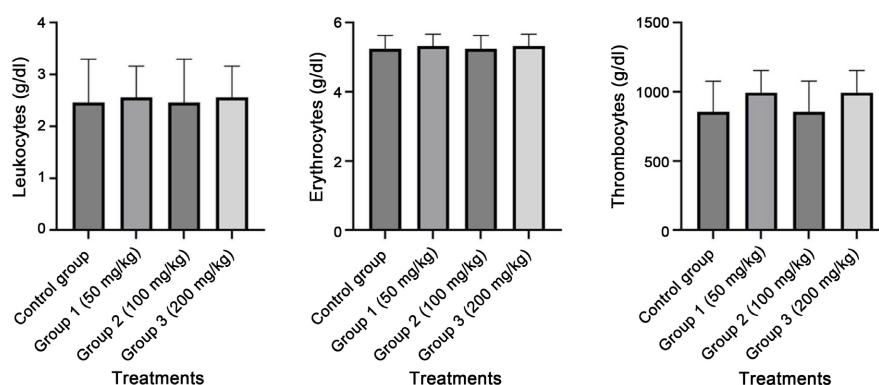 Leukocytes (g/dl)
4
3
2
1
0
Control group
Group 1 (50 mg/kg)
Group 2 (100 mg/kg)
Group 3 (200 mg/kg)
Treatments
Erythrocytes (g/dl)
6
4
2
0
Control group
Group 1 (50 mg/kg)
Group 2 (100 mg/kg)
Group 3 (200 mg/kg)
Treatments
Thrombocytes (g/dl)
1500
1000
500
0
Control group
Group 1 (50 mg/kg)
Group 2 (100 mg/kg)
Group 3 (200 mg/kg)
Treatments